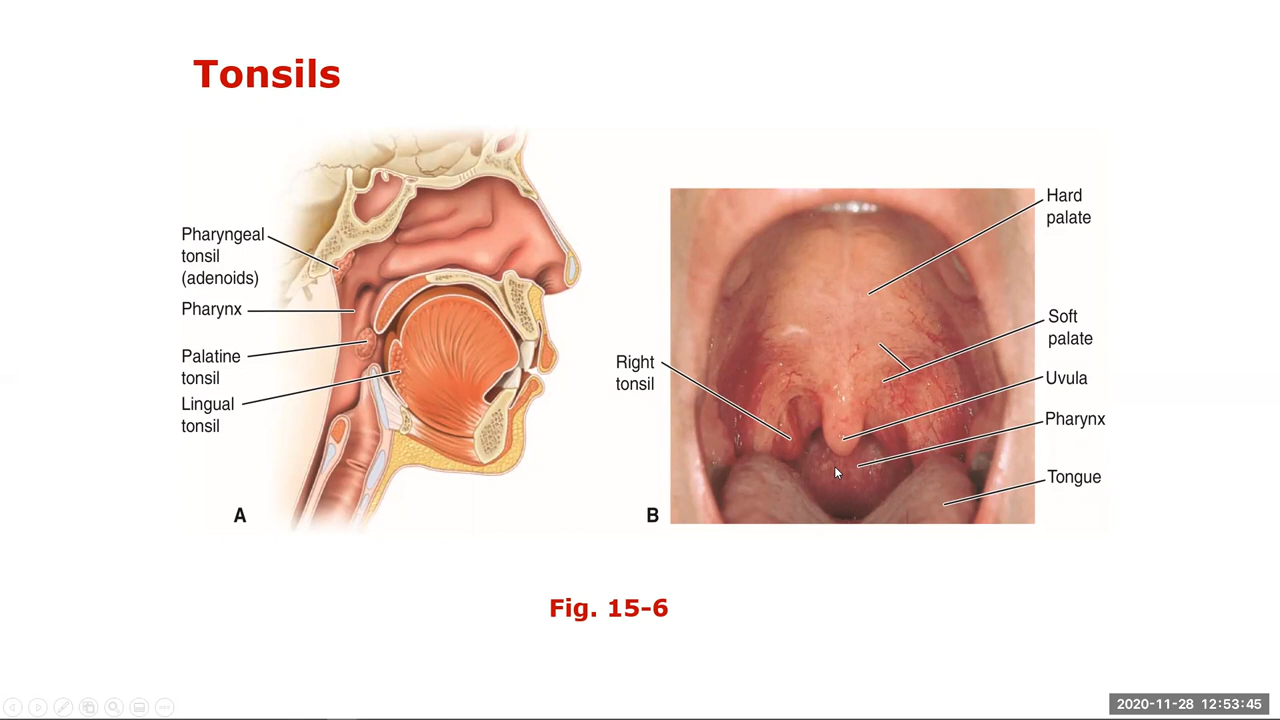 Tonsils
Pharyngeal
tonsil
(adenoids)
Pharynx
Palatine
tonsil
Lingual
tonsil
A
Right
tonsil
Hard
palate
Soft
palate
Uvula
Pharynx
Tongue
B
Fig. 15-6
2020-11-28 12:53:45